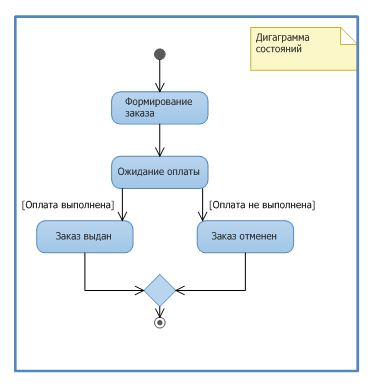 Дигаграмма
состояний
Формирование
заказа
Ожидание оплаты
[Оплата выполнена]
[Оплата не выполнена]
Заказ выдан
Заказ отменен